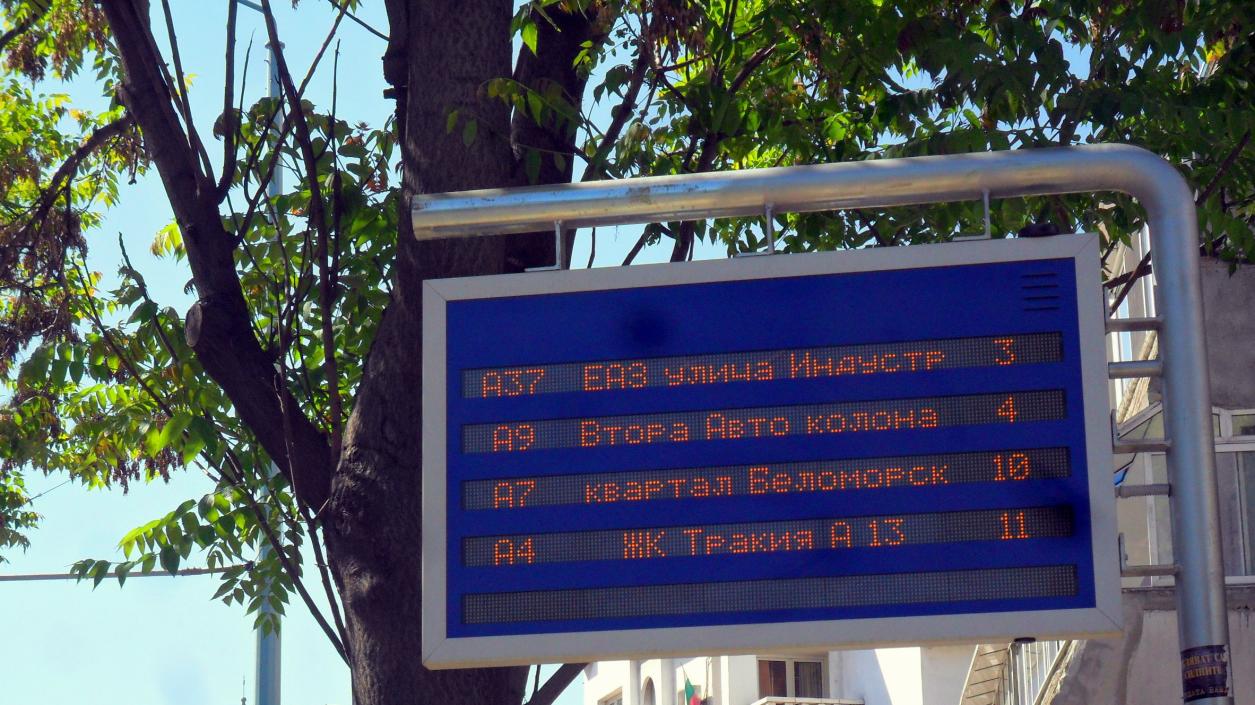 А37 ЕАЗ улица Индустр 3
А9 Втора Авто колона 4
А7 квартал Беломорск 10
А4 ЖК Тракия А 13 11